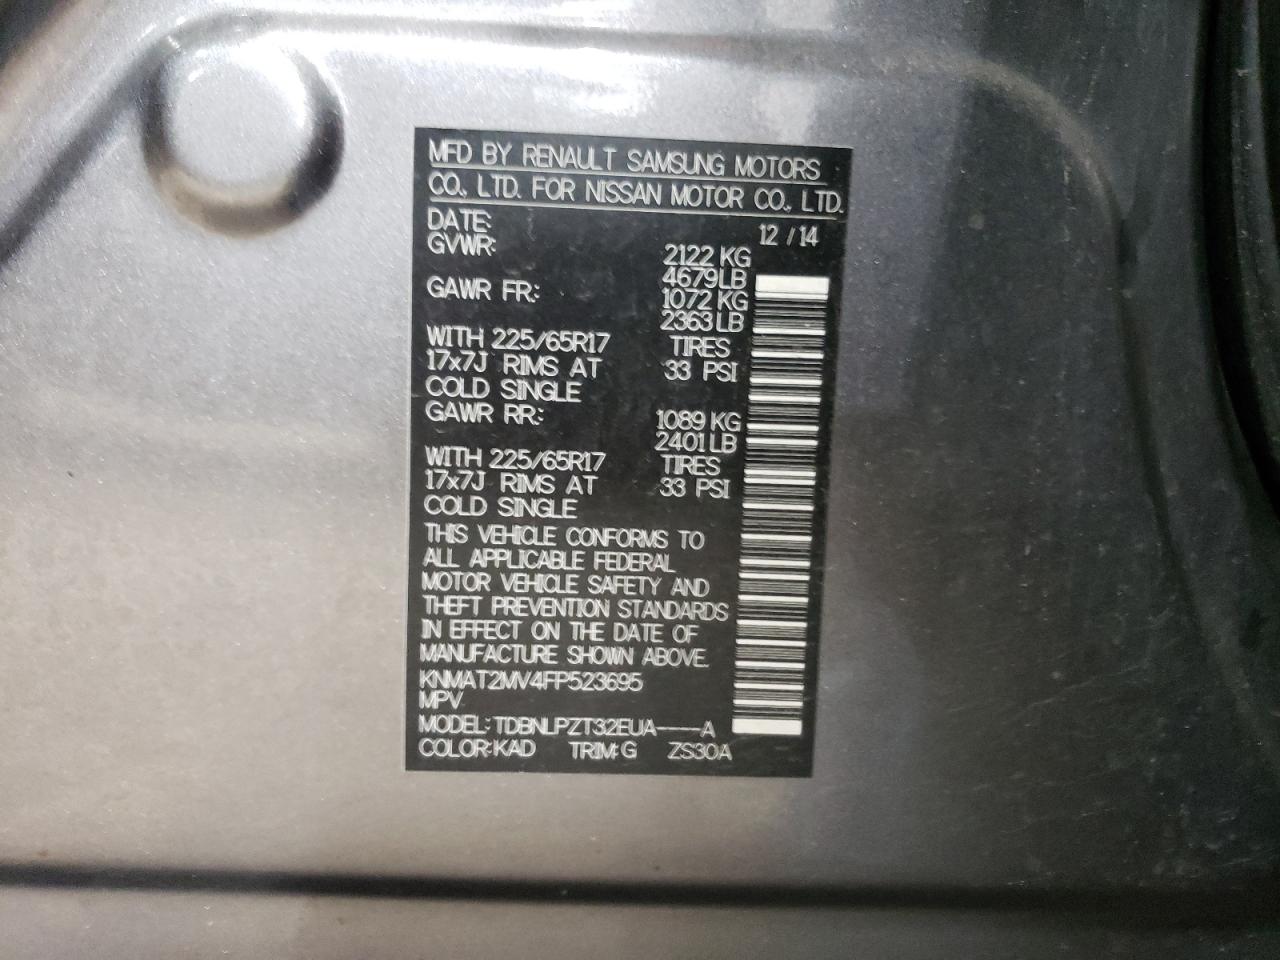 MFD BY RENAULT SAMSUNG MOTORS
CO., LTD. FOR NISSAN MOTOR CO., LTD.
DATE: 12 / 14
GVWR: 2122 KG
4679 LB
GAWR FR: 1072 KG
2363 LB
WITH 225/65R17 TIRES
17x7J RIMS AT 33 PSI
COLD SINGLE
GAWR RR: 1089 KG
2401 LB
WITH 225/65R17 TIRES
17x7J RIMS AT 33 PSI
COLD SINGLE
THIS VEHICLE CONFORMS TO
ALL APPLICABLE FEDERAL
MOTOR VEHICLE SAFETY AND
THEFT PREVENTION STANDARDS
IN EFFECT ON THE DATE OF
MANUFACTURE SHOWN ABOVE.
KNMAT2MV4FP523695
MPV
MODEL: TDBNLPZT32EUA----A
COLOR: KAD TRIM: G ZS30A